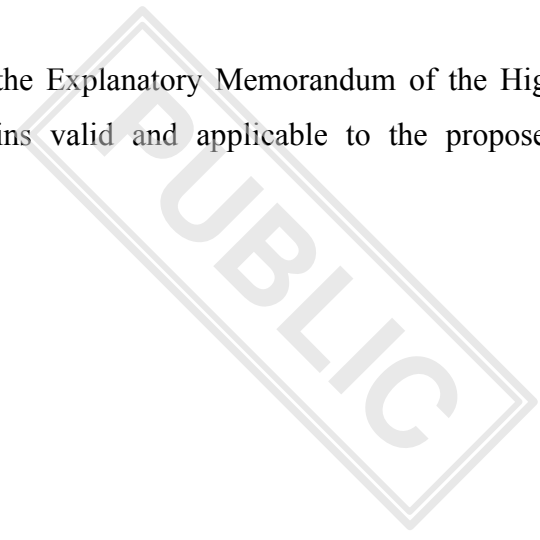 the Explanatory Memorandum of the Hig
ins valid and applicable to the propose
PUBLIC